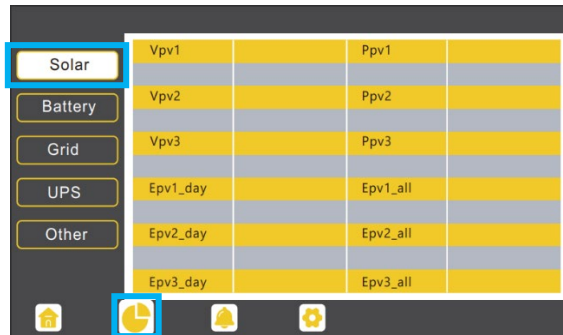 Solar
Battery
Grid
UPS
Other
Vpv1 Ppv1
Vpv2 Ppv2
Vpv3 Ppv3
Epv1_day Epv1_all
Epv2_day Epv2_all
Epv3_day Epv3_all